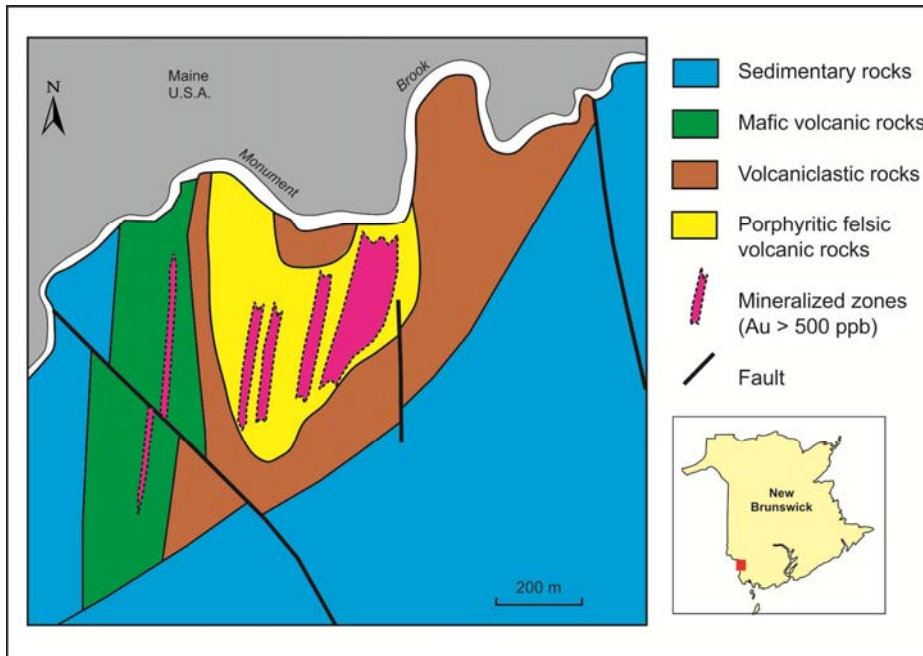 N
Maine
U.S.A.
Monument
Brook
200 m
Sedimentary rocks
Mafic volcanic rocks
Volcaniclastic rocks
Porphyritic felsic
volcanic rocks
Mineralized zones
(Au > 500 ppb)
Fault
New
Brunswick